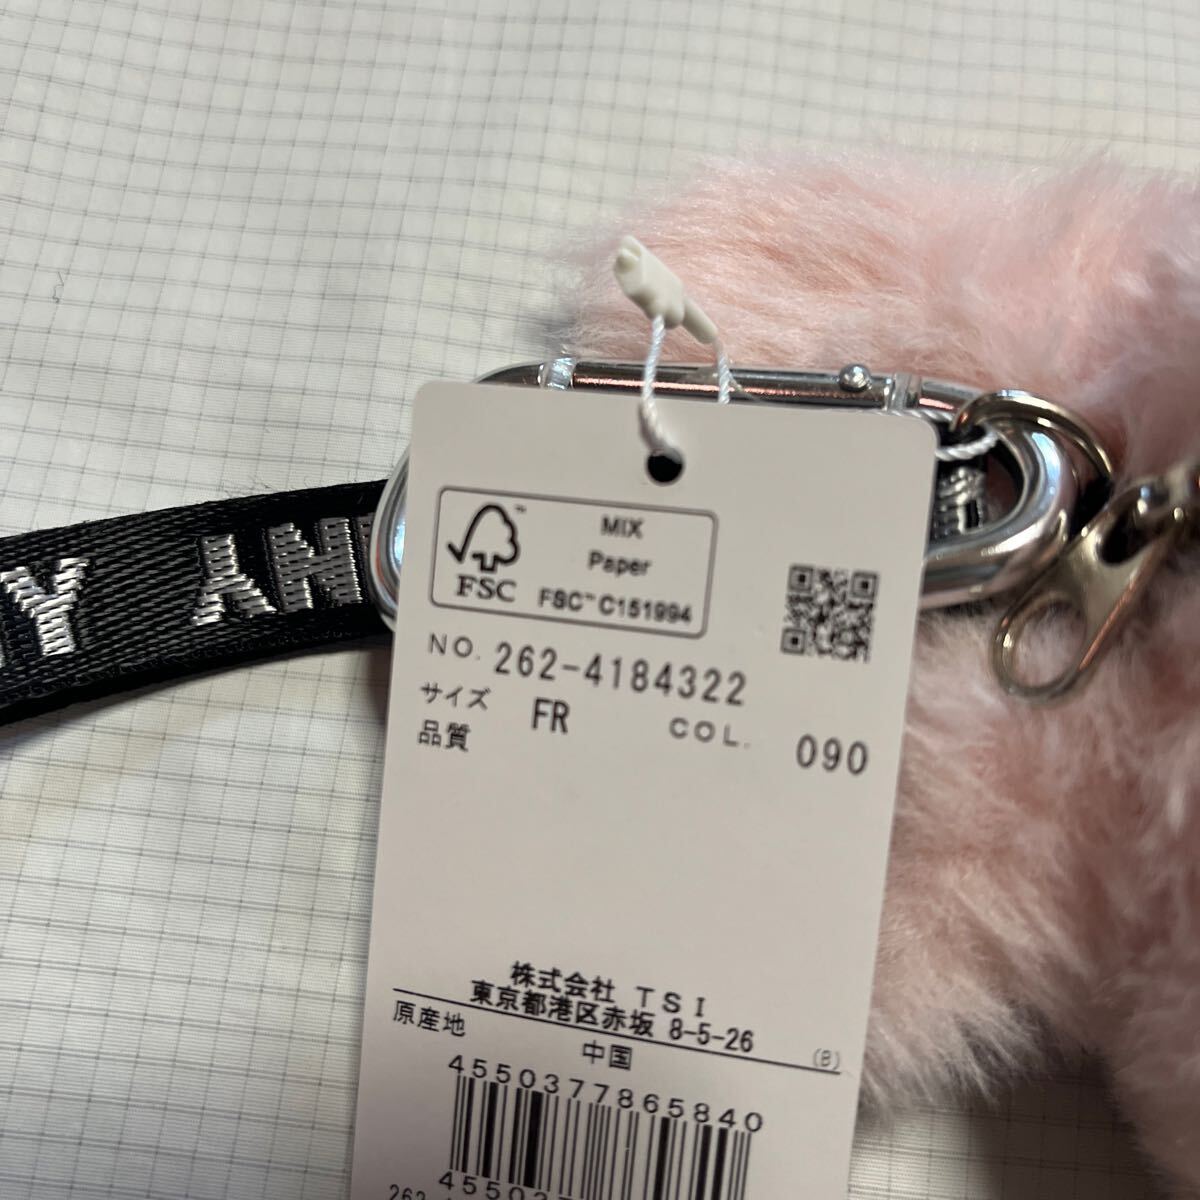 MIX
Paper
FSC™ C151994
FSC
NO. 262-4184322
サイズ FR COL. 090
品質
株式会社 TSI
東京都港区赤坂 8-5-26
(B)
原産地 中国
4550377865840